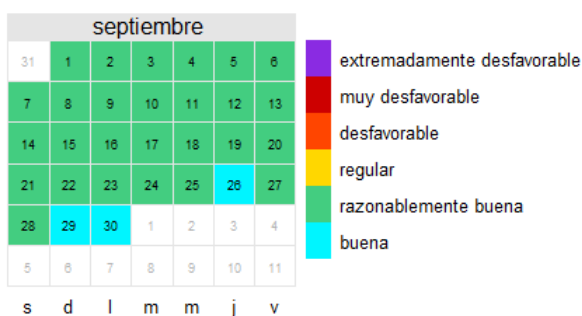 septiembre
31 1 2 3 4 5 6
7 8 9 10 11 12 13
14 15 16 17 18 19 20
21 22 23 24 25 26 27
28 29 30 1 2 3 4
5 6 7 8 9 10 11
s d l m m j v
extremadamente desfavorable
muy desfavorable
desfavorable
regular
razonablemente buena
buena